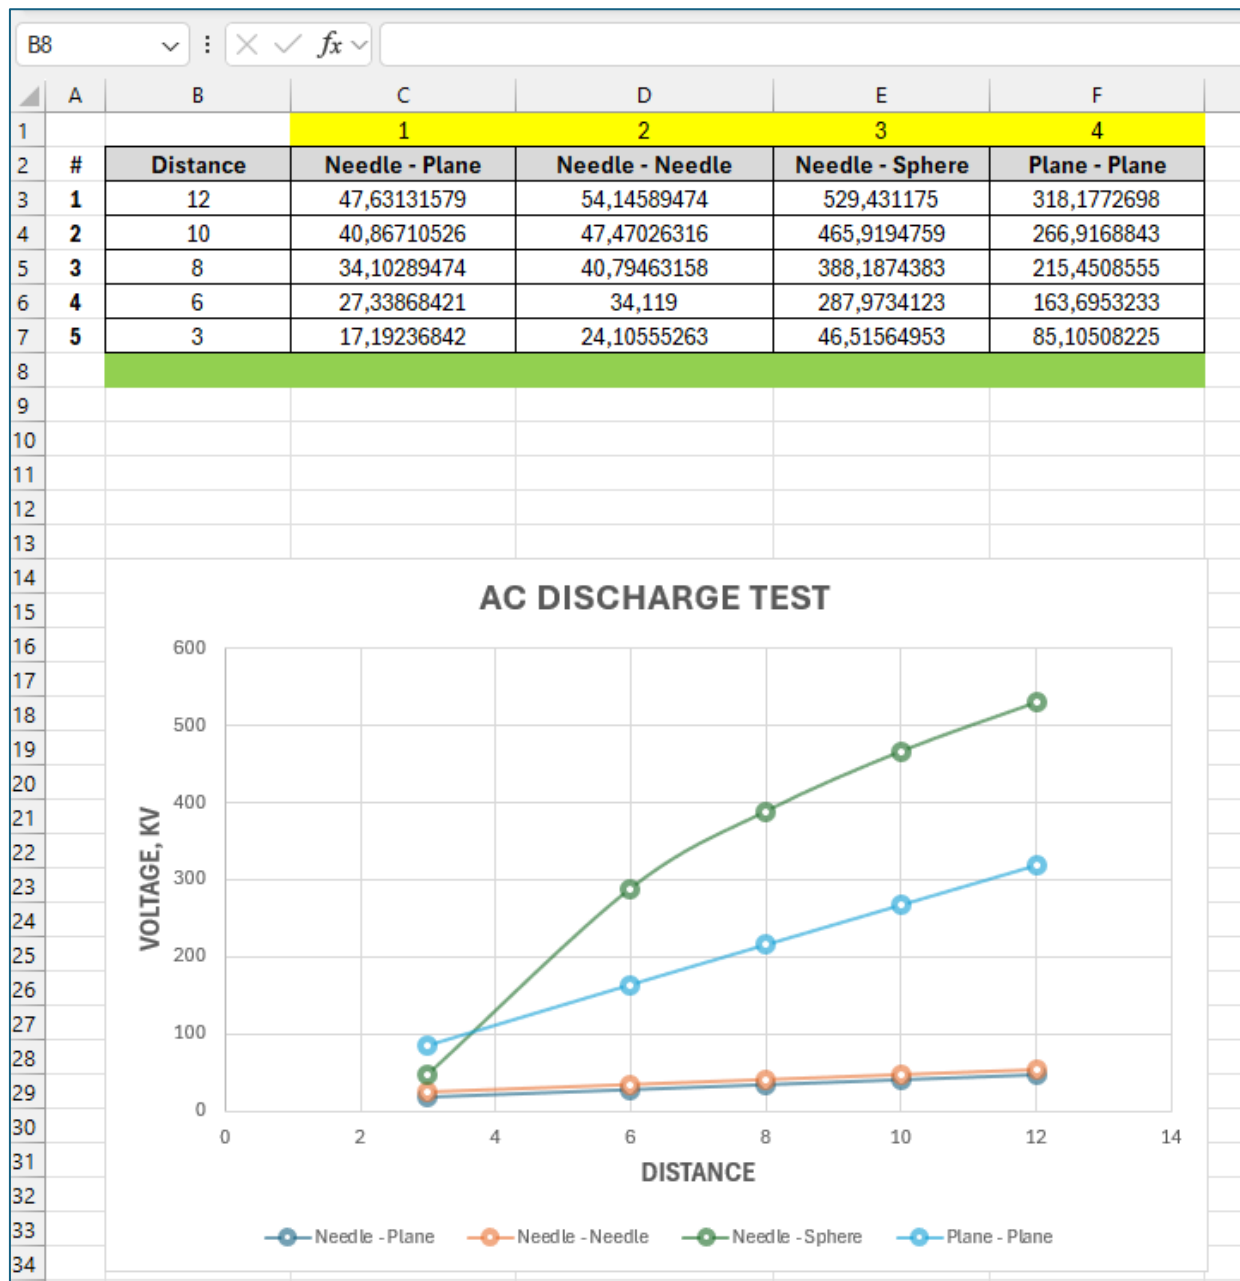 B8 fx
A B C D E F
1 1 2 3 4
2 # Distance Needle - Plane Needle - Needle Needle - Sphere Plane - Plane
3 1 12 47,63131579 54,14589474 529,431175 318,1772698
4 2 10 40,86710526 47,47026316 465,9194759 266,9168843
5 3 8 34,10289474 40,79463158 388,1874383 215,4508555
6 4 6 27,33868421 34,119 287,9734123 163,6953233
7 5 3 17,19236842 24,10555263 46,51564953 85,10508225
8
9
10
11
12
13
14
15
16
17
18
19
20
21
22
23
24
25
26
27
28
29
30
31
32
33
34
AC DISCHARGE TEST
600
500
400
300
200
100
0
VOLTAGE, KV
0 2 4 6 8 10 12 14
DISTANCE
Needle - Plane Needle - Needle Needle - Sphere Plane - Plane